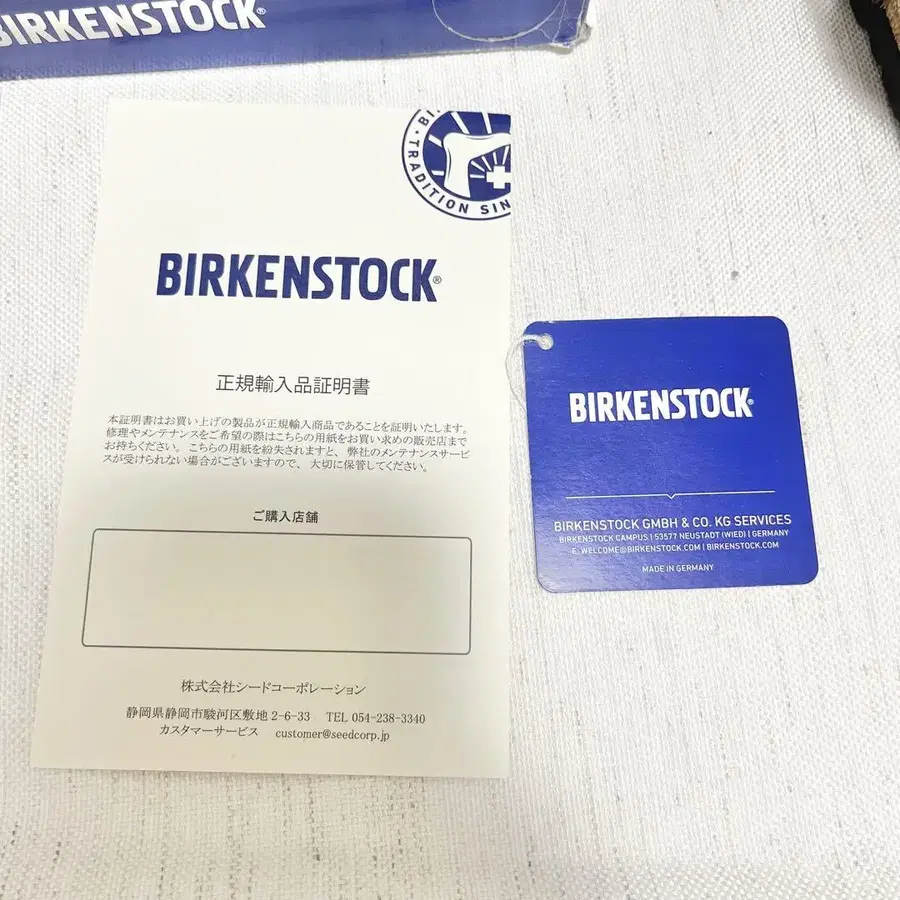 BIRKENSTOCK®
TRADITION SIN
BIRKENSTOCK®
正規輸入品証明書
本証明書はお買い上げの製品が正規輸入商品であることを証明いたします。
修理やメンテナンスをご希望の際はこちらの用紙をお買い求めの販売店まで
お持ちください。こちらの用紙を紛失されますと、弊社のメンテナンスサービ
スが受けられない場合がございますので、大切に保管してください。
ご購入店舗
株式会社シードコーポレーション
静岡県静岡市駿河区敷地 2-6-33 TEL 054-238-3340
カスタマーサービス customer@seedcorp.jp
BIRKENSTOCK®
BIRKENSTOCK GMBH & CO. KG SERVICES
BIRKENSTOCK CAMPUS | 53577 NEUSTADT (WIED) | GERMANY
E. WELCOME@BIRKENSTOCK.COM | BIRKENSTOCK.COM
MADE IN GERMANY